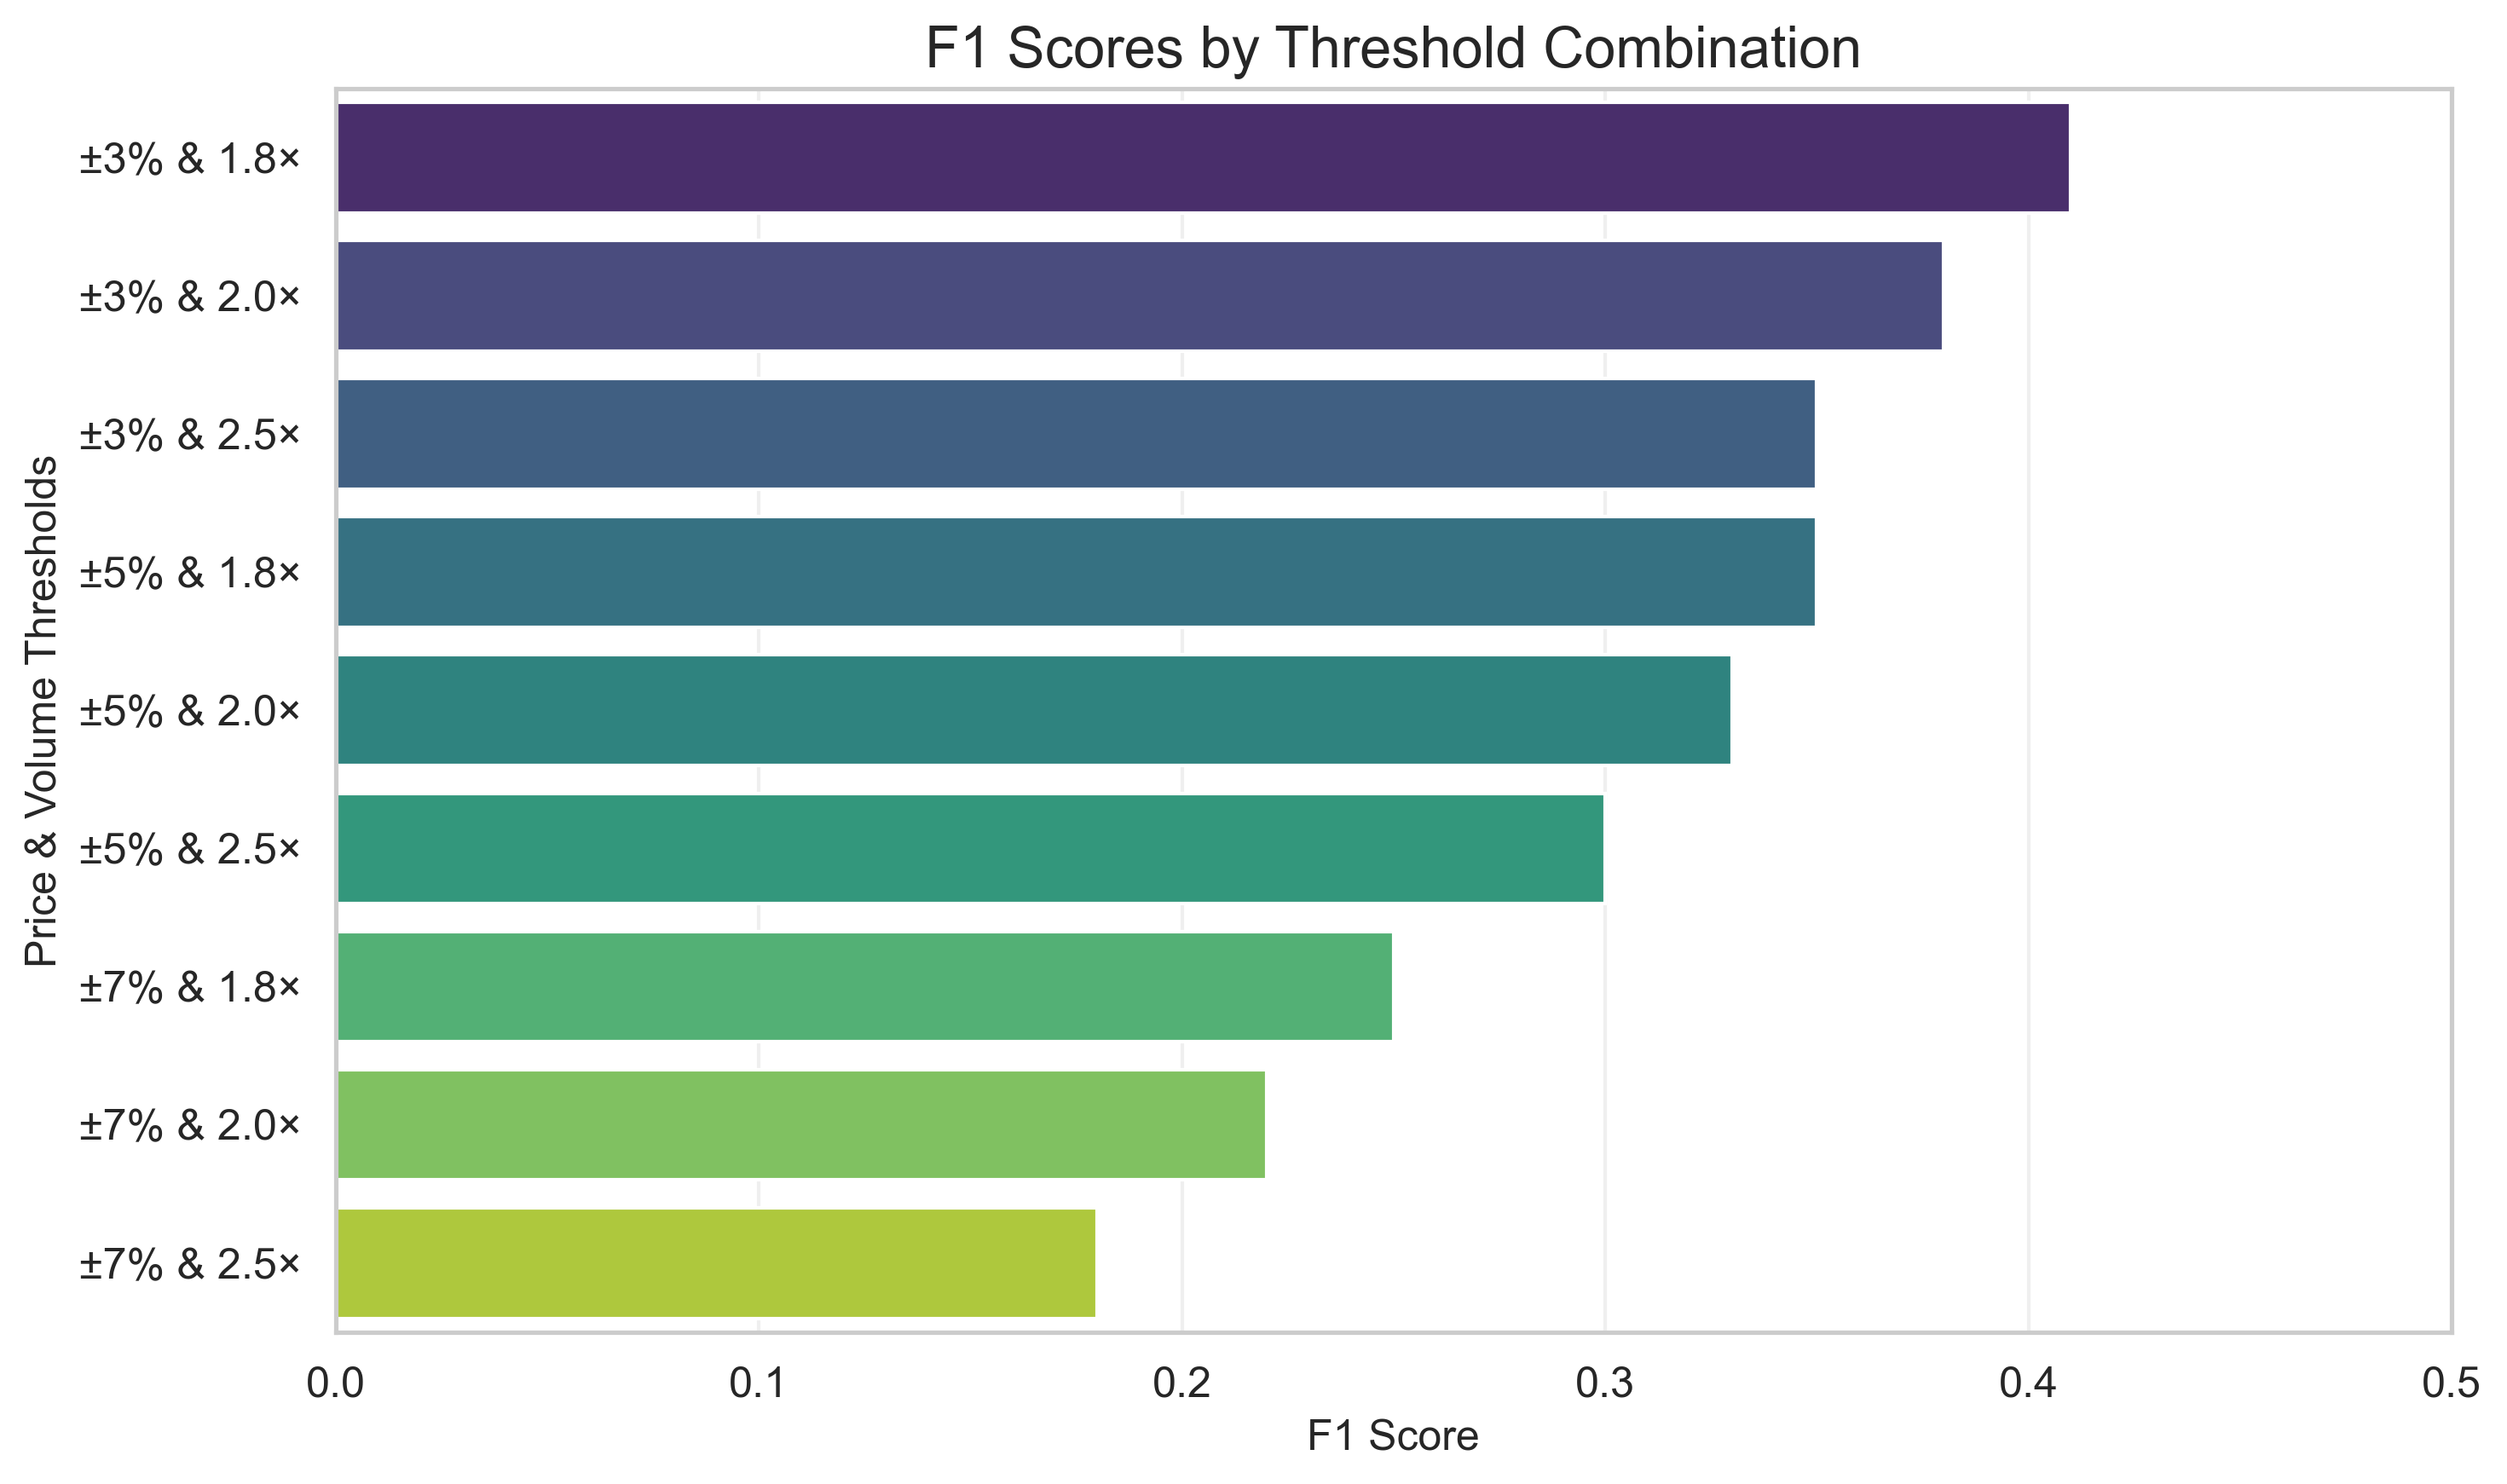 F1 Scores by Threshold Combination
Price & Volume Thresholds
±3% & 1.8×
±3% & 2.0×
±3% & 2.5×
±5% & 1.8×
±5% & 2.0×
±5% & 2.5×
±7% & 1.8×
±7% & 2.0×
±7% & 2.5×
0.0 0.1 0.2 0.3 0.4 0.5
F1 Score